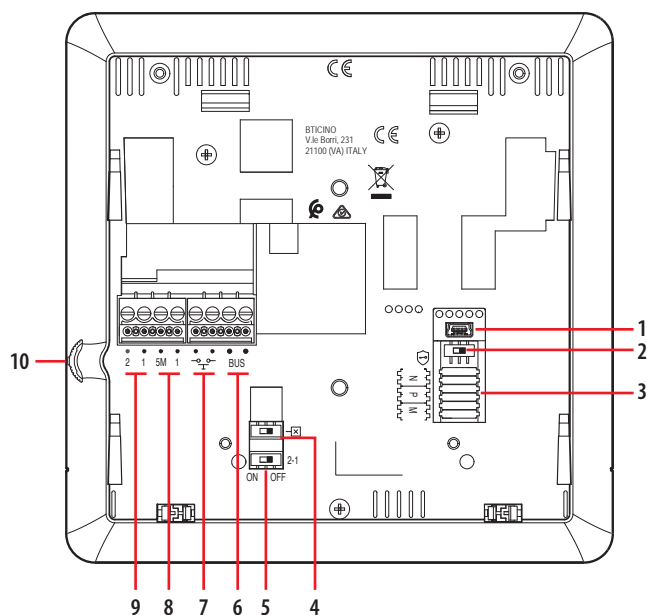 BTICINO
V.le Borri, 231
21100 (VA) ITALY
CE
CE
1
2
3
N
P
M
10
2 1 5M 1 BUS
2-1
ON OFF
9 8 7 6 5 4